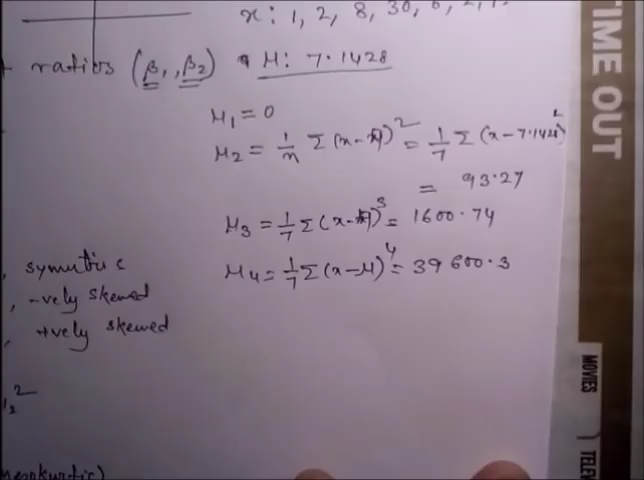 x: 1, 2, 8, 30, 6,
ratios (β₁, β₂) M: 7.1428
μ₁ = 0
μ₂ = 1/n Σ (x-M)² = 1/7 Σ (x-7.1428)²
= 93.27
μ₃ = 1/7 Σ (x-M)³ = 1600.74
μ₄ = 1/7 Σ (x-M)⁴ = 39600.3
, symmetric
, -vely skewed
, +vely skewed
TIME OUT
MOVIES